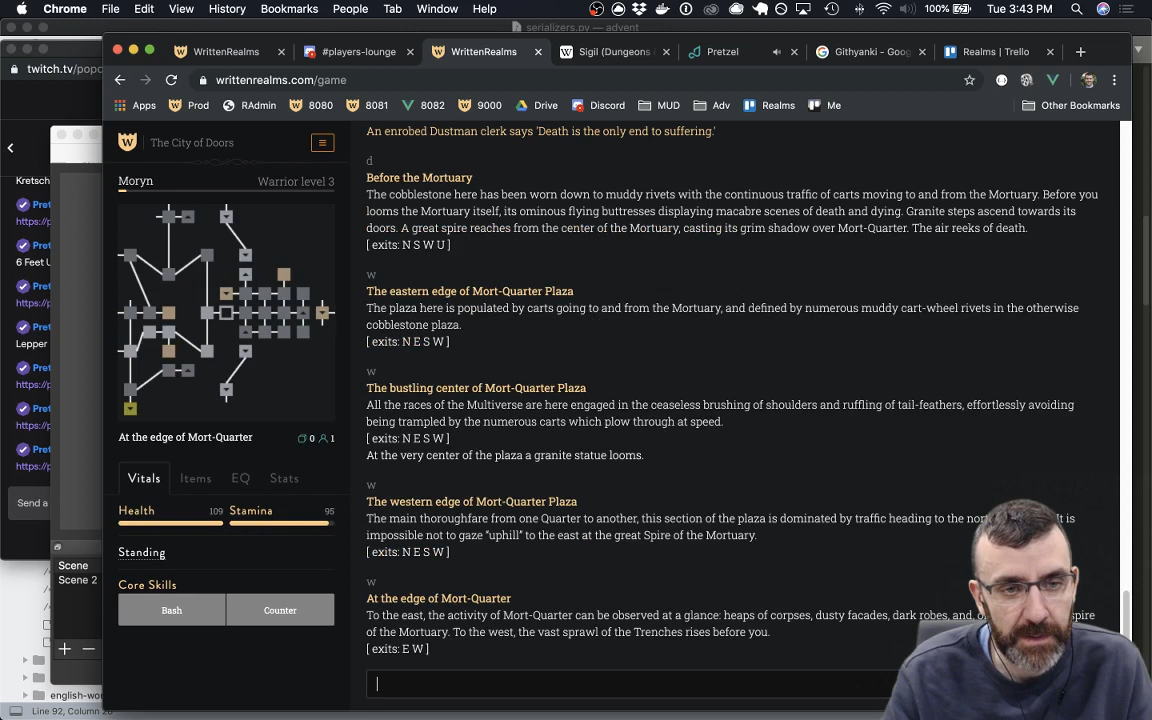 Chrome File Edit View History Bookmarks People Tab Window Help 100% Tue 3:43 PM
serializers.py — advent
twitch.tv/popo
WrittenRealms
#players-lounge
WrittenRealms
Sigil (Dungeons &
Pretzel
Githyanki - Goog
Realms | Trello
writtenrealms.com/game
Apps Prod RAdmin 8080 8081 8082 9000 Drive Discord MUD Adv Realms Me Other Bookmarks
Kretsch
Pret
https://p
6 Feet U
Pret
https://p
Lepper
Pret
https://p
Pret
https://p
Pret
https://p
Send a
Scene
Scene 2
english-wor
Line 92, Column 2
The City of Doors
Moryn Warrior level 3
At the edge of Mort-Quarter 0 1
Vitals Items EQ Stats
Health 109 Stamina 95
Standing
Core Skills
Bash Counter
An enrobed Dustman clerk says 'Death is the only end to suffering.'
d
Before the Mortuary
The cobblestone here has been worn down to muddy rivets with the continuous traffic of carts moving to and from the Mortuary. Before you
looms the Mortuary itself, its ominous flying buttresses displaying macabre scenes of death and dying. Granite steps ascend towards its
doors. A great spire reaches from the center of the Mortuary, casting its grim shadow over Mort-Quarter. The air reeks of death.
[ exits: N S W U ]
w
The eastern edge of Mort-Quarter Plaza
The plaza here is populated by carts going to and from the Mortuary, and defined by numerous muddy cart-wheel rivets in the otherwise
cobblestone plaza.
[ exits: N E S W ]
w
The bustling center of Mort-Quarter Plaza
All the races of the Multiverse are here engaged in the ceaseless brushing of shoulders and ruffling of tail-feathers, effortlessly avoiding
being trampled by the numerous carts which plow through at speed.
[ exits: N E S W ]
At the very center of the plaza a granite statue looms.
w
The western edge of Mort-Quarter Plaza
The main thoroughfare from one Quarter to another, this section of the plaza is dominated by traffic heading to the nor t is
impossible not to gaze "uphill" to the east at the great Spire of the Mortuary.
[ exits: N E S W ]
w
At the edge of Mort-Quarter
To the east, the activity of Mort-Quarter can be observed at a glance: heaps of corpses, dusty facades, dark robes, and, o spire
of the Mortuary. To the west, the vast sprawl of the Trenches rises before you.
[ exits: E W ]